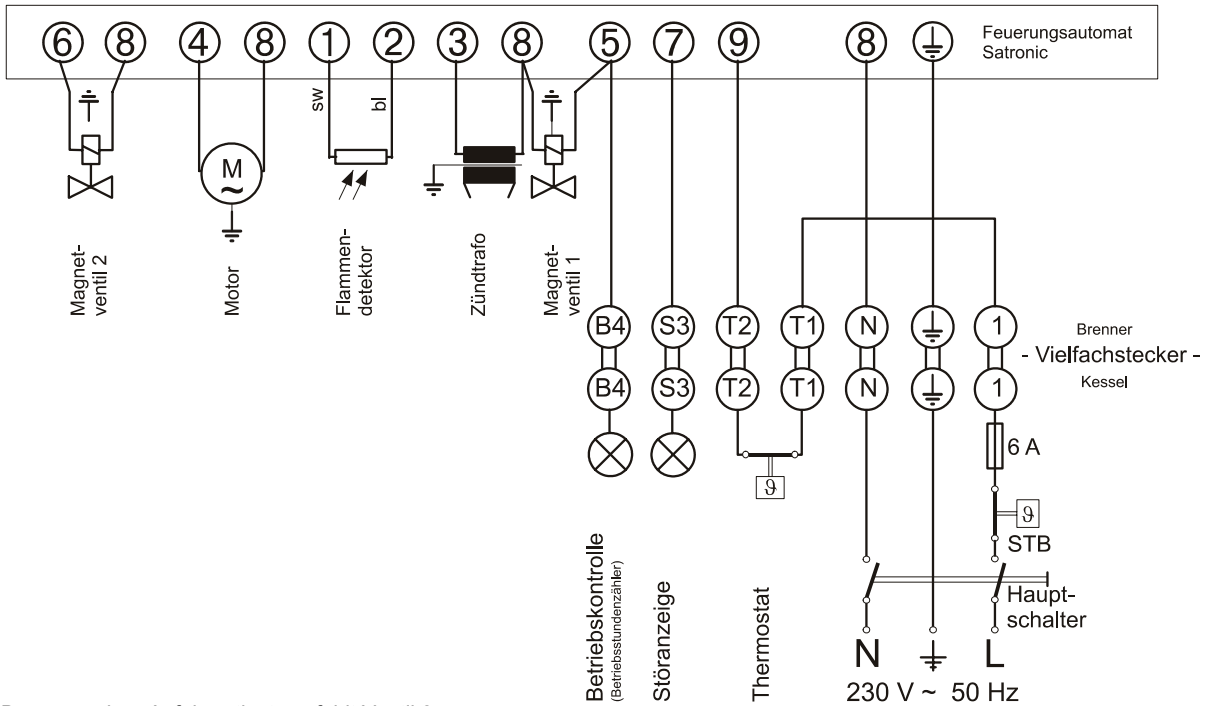 6 8 4 8 1 2 3 8 5 7 9 8
Feuerungsautomat
Satronic
sw
bl
M
~
Magnet-
ventil 2
Motor
Flammen-
detektor
Zündtrafo
Magnet-
ventil 1
B4 S3 T2 T1 N 1
Brenner
- Vielfachstecker -
Kessel
B4 S3 T2 T1 N 1
6 A
ϑ
ϑ
STB
Haupt-
schalter
Betriebskontrolle
(Betriebsstundenzähler)
Störanzeige
Thermostat
N L
230 V ~ 50 Hz